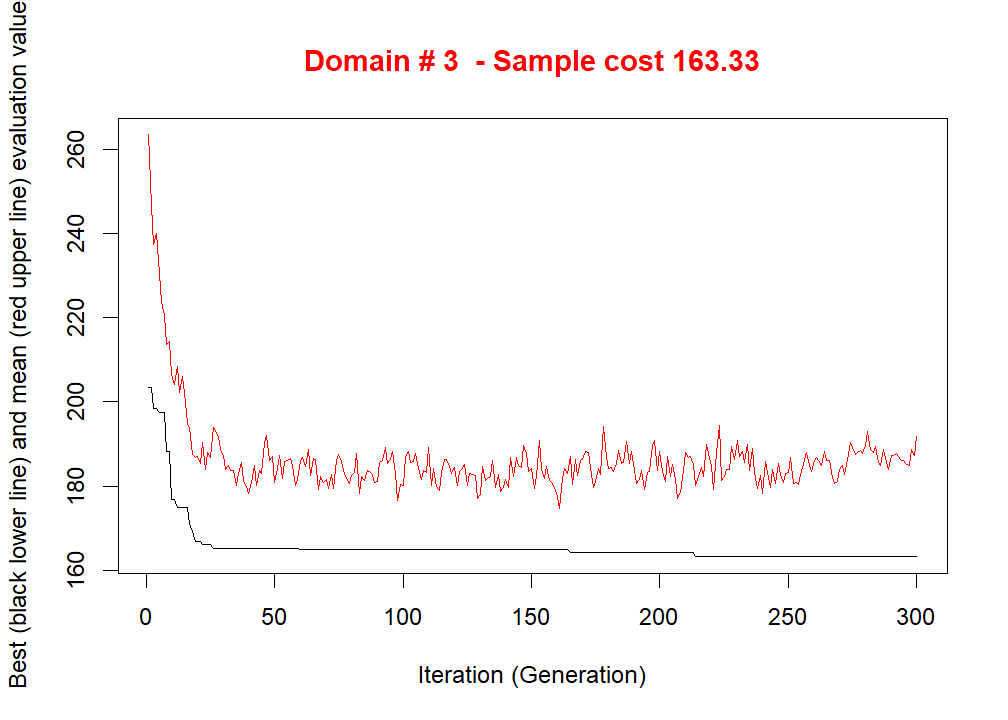 Domain # 3  - Sample cost 163.33
Best (black lower line) and mean (red upper line) evaluation value
260
240
220
200
180
160
0 50 100 150 200 250 300
Iteration (Generation)